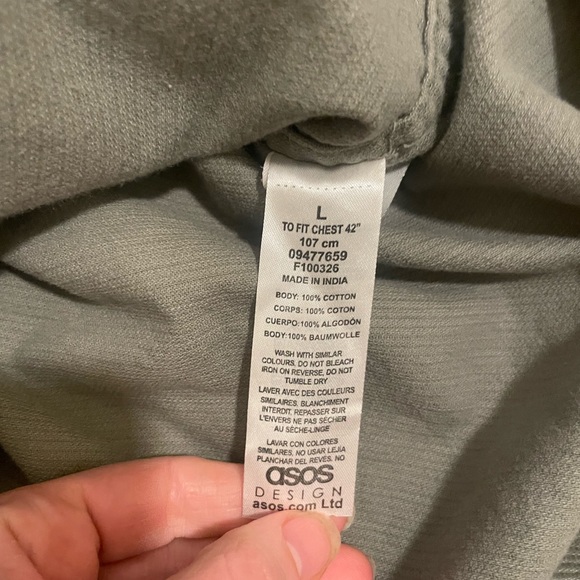 L
TO FIT CHEST 42"
107 cm
09477659
F100326
MADE IN INDIA
BODY: 100% COTTON
CORPS: 100% COTON
CUERPO:100% ALGODÓN
BODY:100% BAUMWOLLE
WASH WITH SIMILAR
COLOURS, DO NOT BLEACH
IRON ON REVERSE, DO NOT
TUMBLE DRY
LAVER AVEC DES COULEURS
SIMILAIRES, BLANCHIMENT
INTERDIT, REPASSER SUR
L'ENVERS NE PAS SÉCHER
AU SÈCHE-LINGE
LAVAR CON COLORES
SIMILARES. NO USAR LEJÍA
PLANCHAR DEL REVÉS. NO
asos
DESIGN
asos.com Ltd